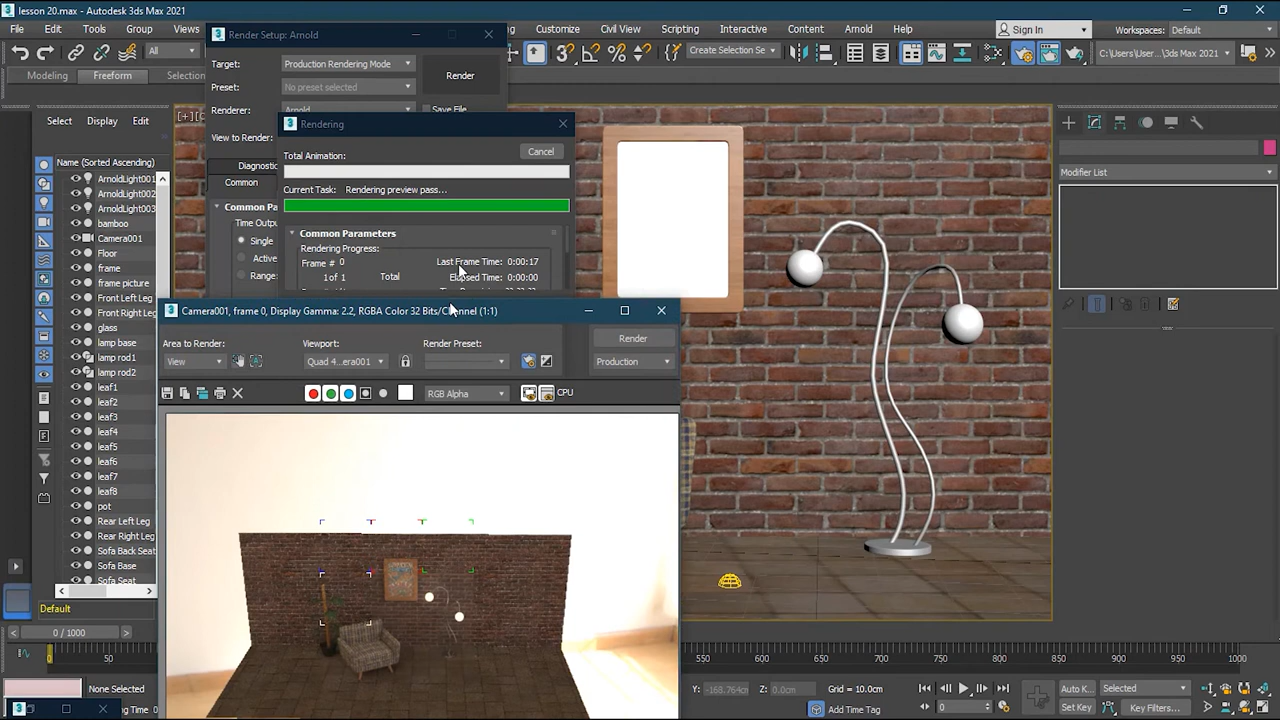 lesson 20.max - Autodesk 3ds Max 2021
File Edit Tools Group
Customize Civil View Scripting Interactive Content Arnold Help
Sign In Workspaces: Default
Render Setup: Arnold
All
Create Selection Se
C:\Users\User ...\3ds Max 2021
Modeling Freeform Selection
Target: Production Rendering Mode
Render
Preset: No preset selected
Renderer: Arnold Save File
View to Render:
Select Display Edit
Name (Sorted Ascending)
ArnoldLight001
ArnoldLight002
ArnoldLight003
Bamboo
Camera001
frame picture
Front Left Leg
glass
lamp base
lamp rod1
lamp rod2
leaf1
leaf2
leaf3
leaf4
leaf5
leaf6
leaf7
leaf8
pot
Rear Left Leg
Rear Right Leg
Sofa Back Seat
Sofa Base
Sofa Seat
Default
Diagnostic
Common
Common Pa
Time Outpu
Single
Active
Range:
Rendering
Cancel
Total Animation:
Current Task: Rendering preview pass...
Common Parameters
Rendering Progress:
Frame # 0 Last Frame Time: 0:00:17
1of 1 Total Elapsed Time: 0:00:00
Camera001, frame 0, Display Gamma: 2.2, RGBA Color 32 Bits/Channel (1:1)
Area to Render: Viewport: Render Preset: Render
View Quad 4...era001 Production
RGB Alpha CPU
Modifier List
0 / 1000
50 550 600 650 700 750 800 850 900 950 1000
None Selected Y: -168.764cm Z: 0.0cm Grid = 10.0cm
Auto K... Selected
Add Time Tag 0 Set Key Key Filters...
ing Time 0